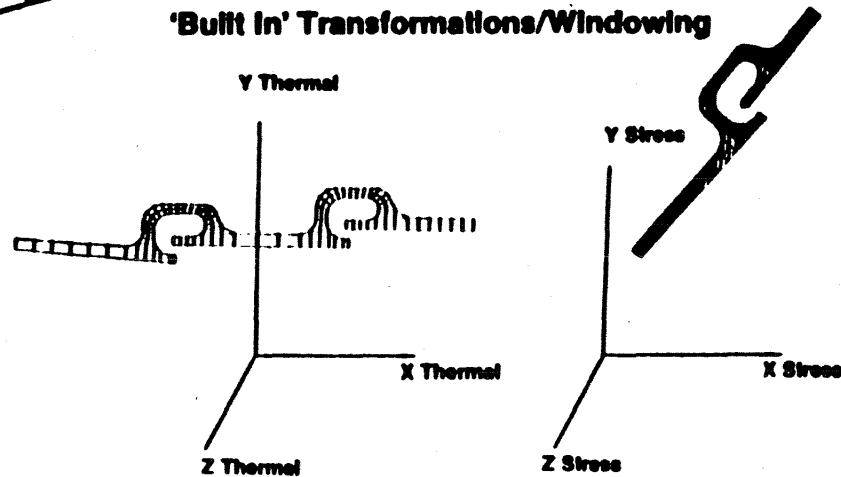 'Built In' Transformations/Windowing
Y Thermal
Y Stress
X Thermal
X Stress
Z Thermal
Z Stress